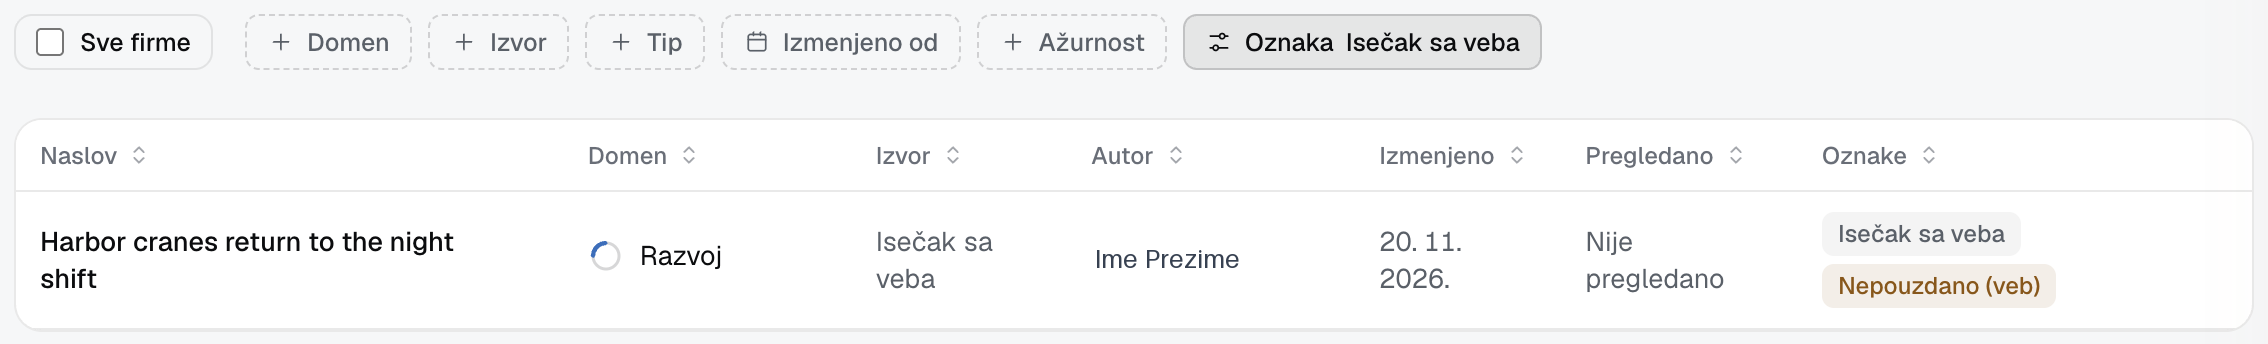 Sve firme Domen Izvor Tip Izmenjeno od Ažurnost Oznaka Isečak sa veba
Naslov Domen Izvor Autor Izmenjeno Pregledano Oznake
Harbor cranes return to the night
shift
Razvoj
Isečak sa
veba
Ime Prezime
20. 11.
2026.
Nije
pregledano
Isečak sa veba
Nepouzdano (veb)